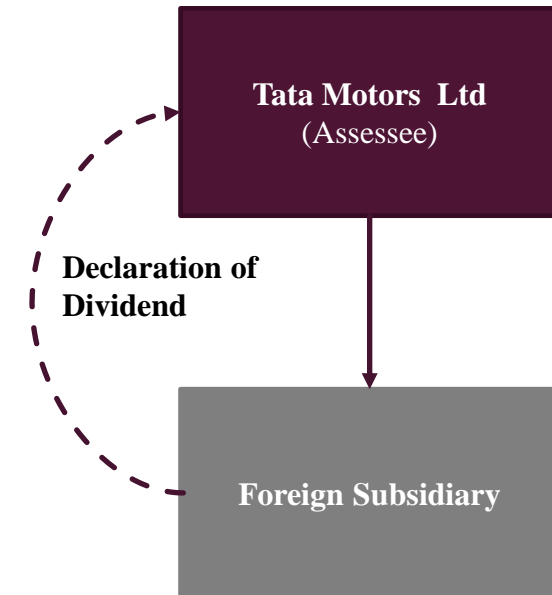 Tata Motors Ltd
(Assessee)
Declaration of
Dividend
Foreign Subsidiary